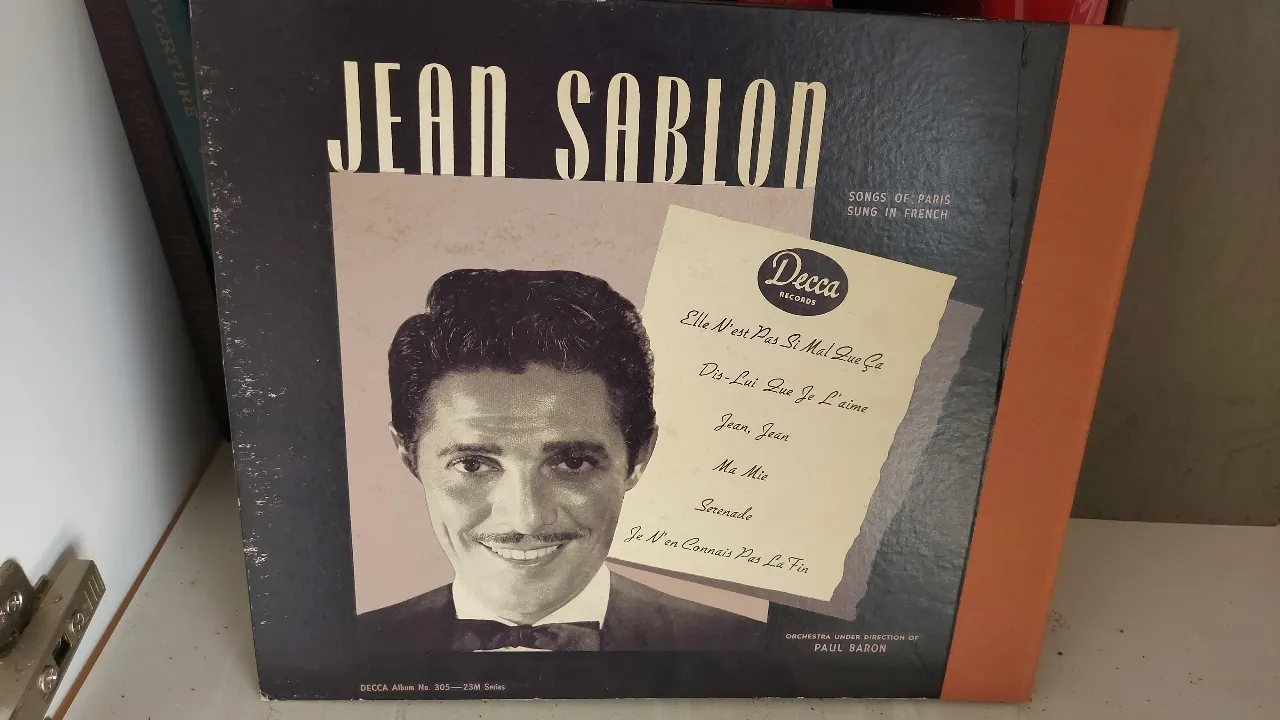 OVERTURE
JEAN SABLON
SONGS OF PARIS
SUNG IN FRENCH
Decca
RECORDS
Elle N'est Pas Si Mal Que Ça
Dis-Lui Que Je L'aime
Jean, Jean
Ma Mie
Serenade
Je N'en Connais Pas La Fin
ORCHESTRA UNDER DIRECTION OF
PAUL BARON
DECCA Album No. 305—23M Series